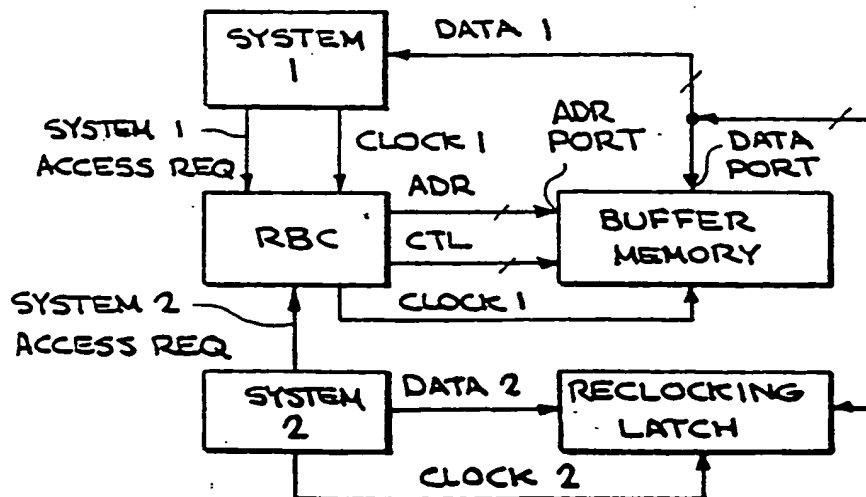 SYSTEM
1
DATA 1
SYSTEM 1
ACCESS REQ
CLOCK 1
ADR
PORT
DATA
PORT
ADR
RBC
CTL
BUFFER
MEMORY
CLOCK 1
SYSTEM 2
ACCESS REQ
SYSTEM
2
DATA 2
RECLOCKING
LATCH
CLOCK 2